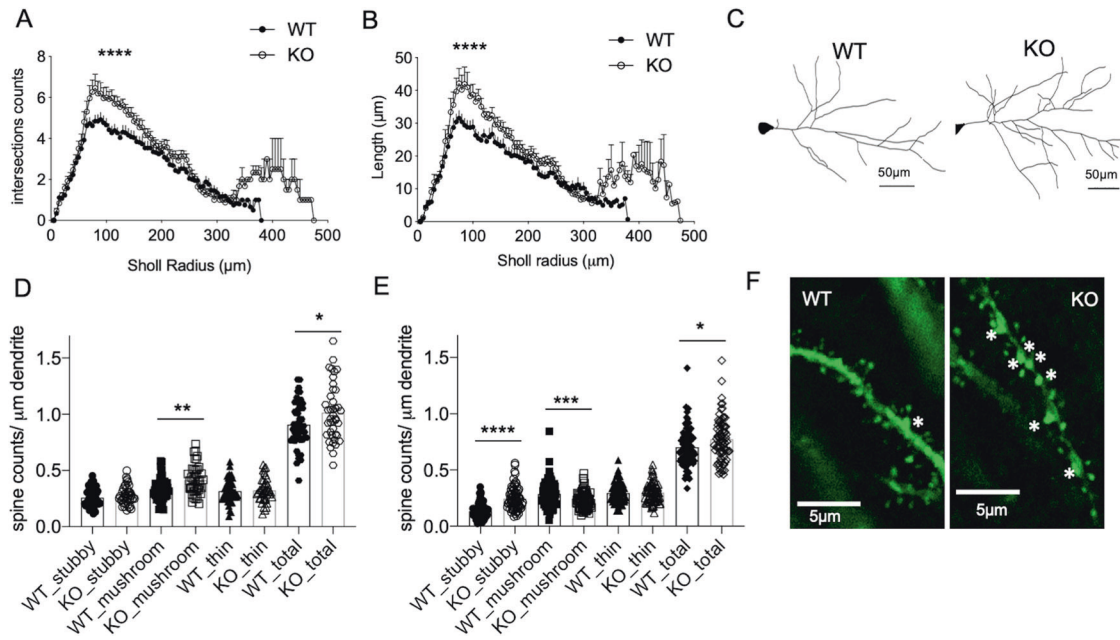 A
****
WT
KO
intersections counts
8
6
4
2
0
0
100
200
300
400
500
Sholl Radius (μm)
B
****
WT
KO
Length (μm)
50
40
30
20
10
0
0
100
200
300
400
500
Sholl radius (μm)
C
WT
KO
50μm
50μm
D
spine counts/ μm dendrite
1.5
1.0
0.5
0.0
**
*
WT_stubby
KO_stubby
WT_mushroom
KO_mushroom
WT_thin
KO_thin
WT_total
KO_total
E
spine counts/ μm dendrite
1.5
1.0
0.5
0.0
****
***
*
WT_stubby
KO_stubby
WT_mushroom
KO_mushroom
WT_thin
KO_thin
WT_total
KO_total
F
WT
*
5μm
KO
*
*
*
*
*
*
*
5μm